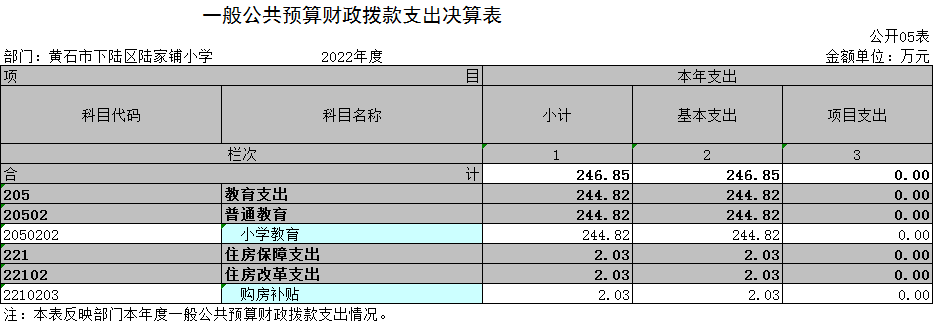 一般公共预算财政拨款支出决算表
公开05表
部门：黄石市下陆区陆家铺小学 2022年度 金额单位：万元
项 目 本年支出
科目代码 科目名称 小计 基本支出 项目支出
栏次 1 2 3
合 计 246.85 246.85 0.00
205 教育支出 244.82 244.82 0.00
20502 普通教育 244.82 244.82 0.00
2050202 小学教育 244.82 244.82 0.00
221 住房保障支出 2.03 2.03 0.00
22102 住房改革支出 2.03 2.03 0.00
2210203 购房补贴 2.03 2.03 0.00
注：本表反映部门本年度一般公共预算财政拨款支出情况。